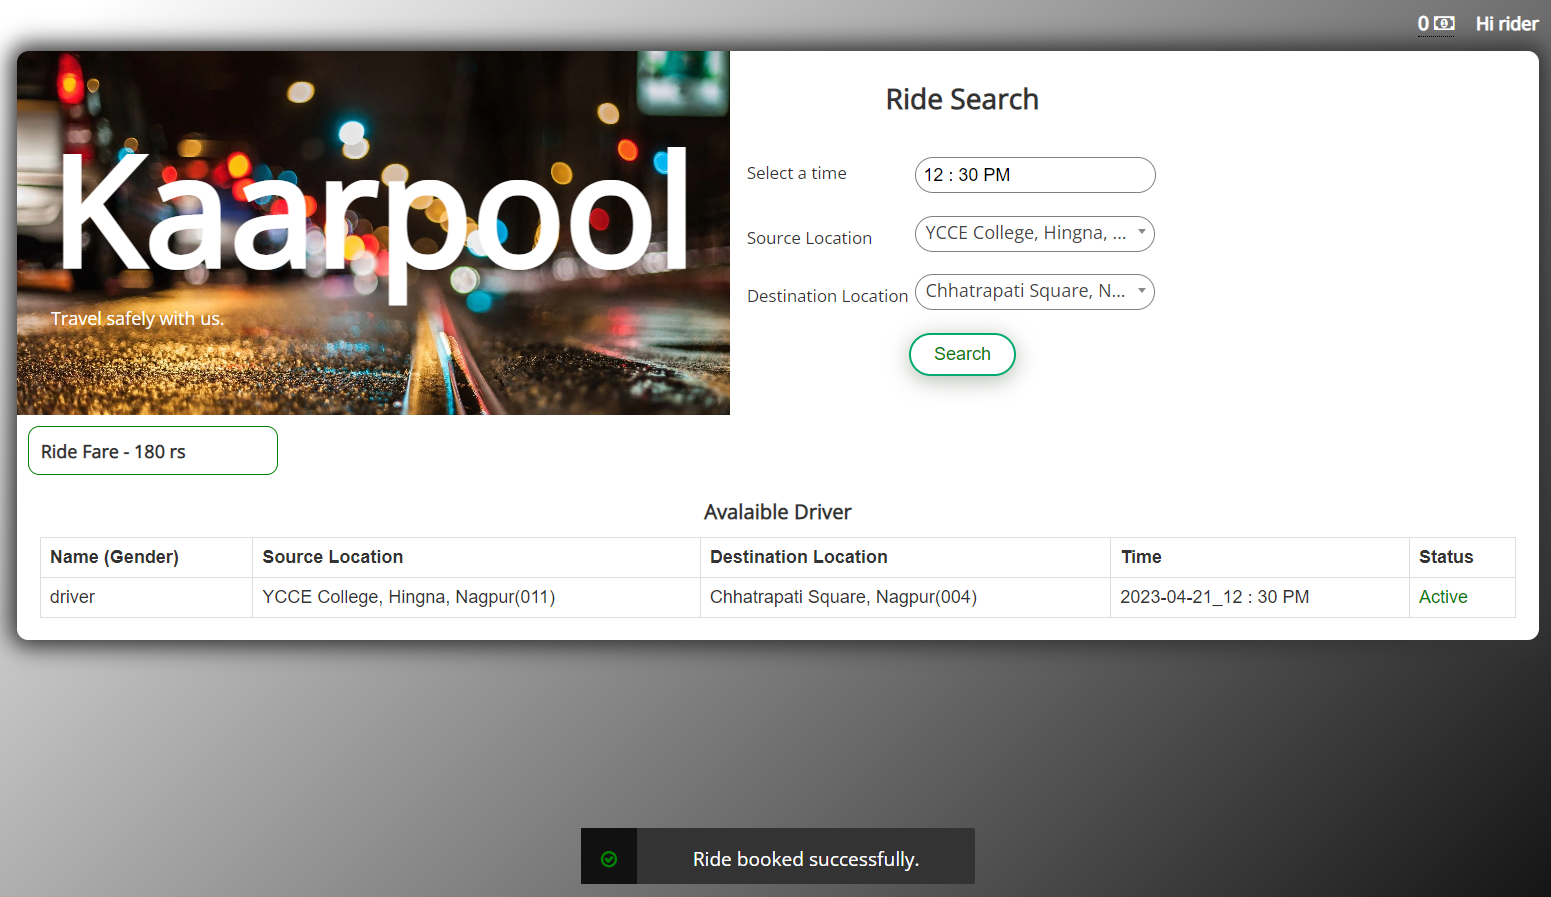 0
Hi rider
Kaarpool
Travel safely with us.
Ride Search
Select a time
12 : 30 PM
Source Location
YCCE College, Hingna, ...
Destination Location
Chhatrapati Square, N...
Search
Ride Fare - 180 rs
Avalaible Driver
Name (Gender) Source Location Destination Location Time Status
driver YCCE College, Hingna, Nagpur(011) Chhatrapati Square, Nagpur(004) 2023-04-21_12 : 30 PM Active
Ride booked successfully.